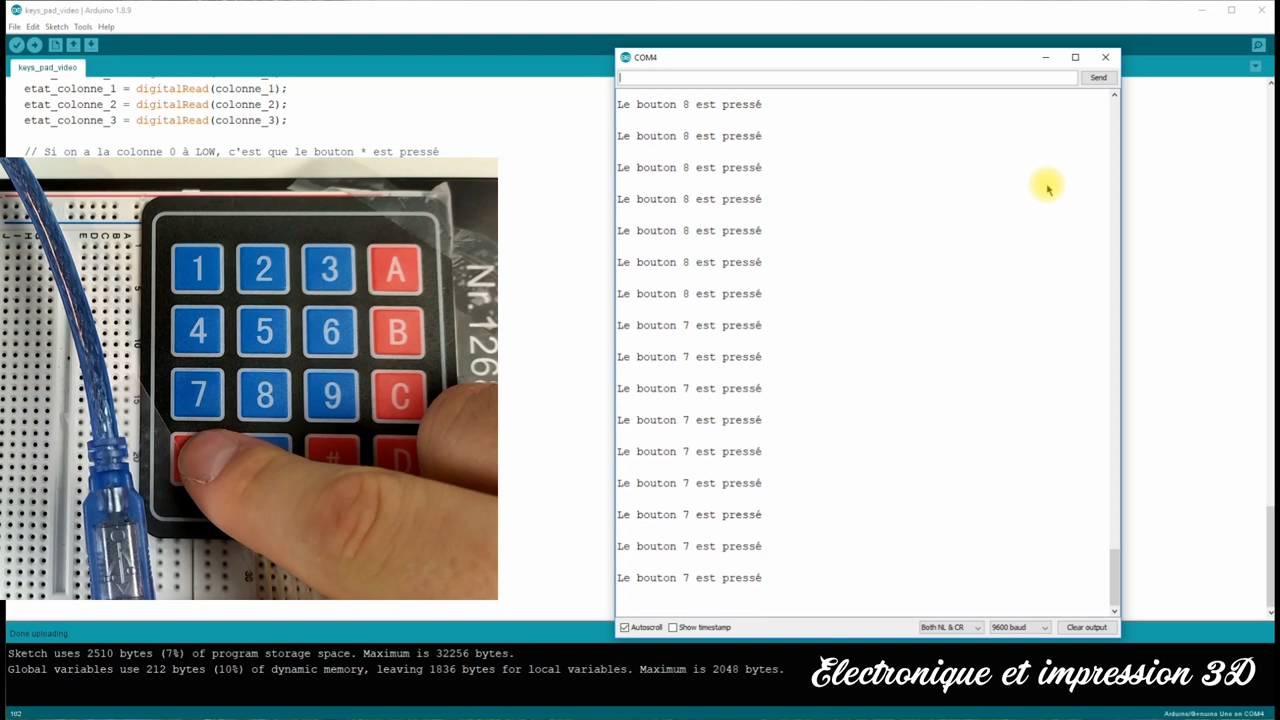 keys_pad_video | Arduino 1.8.9
File Edit Sketch Tools Help
keys_pad_video
etat_colonne_1 = digitalRead(colonne_1);
etat_colonne_2 = digitalRead(colonne_2);
etat_colonne_3 = digitalRead(colonne_3);
// Si on a la colonne 0 à LOW, c'est que le bouton * est pressé
COM4
Send
Le bouton 8 est pressé
Le bouton 8 est pressé
Le bouton 8 est pressé
Le bouton 8 est pressé
Le bouton 8 est pressé
Le bouton 8 est pressé
Le bouton 8 est pressé
Le bouton 7 est pressé
Le bouton 7 est pressé
Le bouton 7 est pressé
Le bouton 7 est pressé
Le bouton 7 est pressé
Le bouton 7 est pressé
Le bouton 7 est pressé
Le bouton 7 est pressé
Le bouton 7 est pressé
Autoscroll Show timestamp Both NL & CR 9600 baud Clear output
J I H E D C B A
1 2 3 A
4 5 6 B
7 8 9 C
# D
Nr.1268
30
Done uploading
Sketch uses 2510 bytes (7%) of program storage space. Maximum is 32256 bytes.
Global variables use 212 bytes (10%) of dynamic memory, leaving 1836 bytes for local variables. Maximum is 2048 bytes.
Electronique et impression 3D
162
Arduino/Genuino Uno on COM4